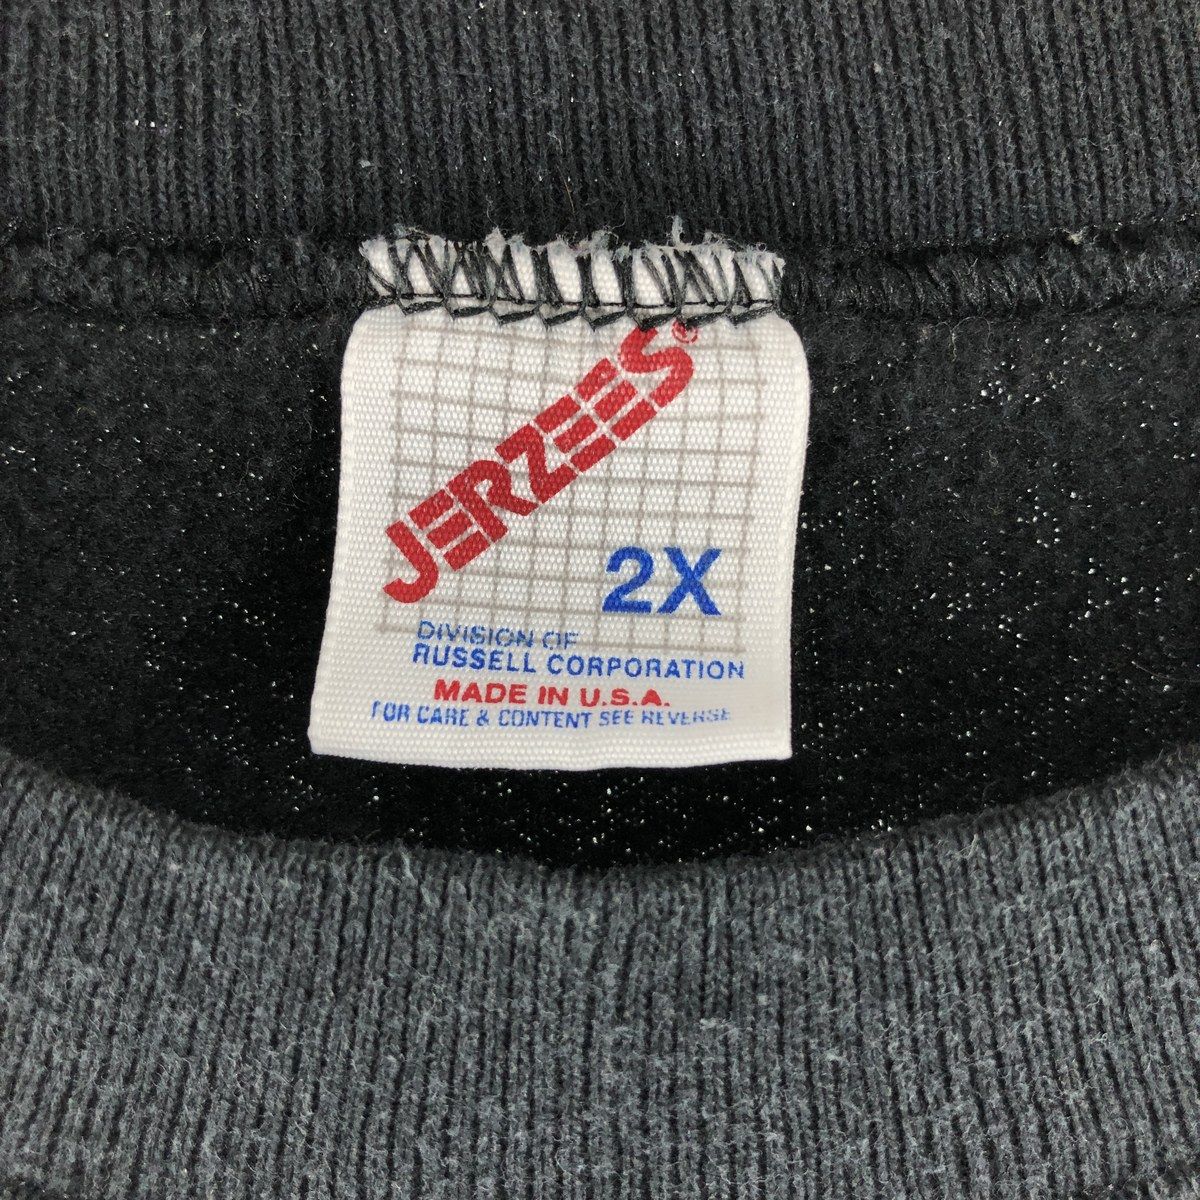 JERZEES®
2X
DIVISION OF
RUSSELL CORPORATION
MADE IN U.S.A.
FOR CARE & CONTENT SEE REVERSE